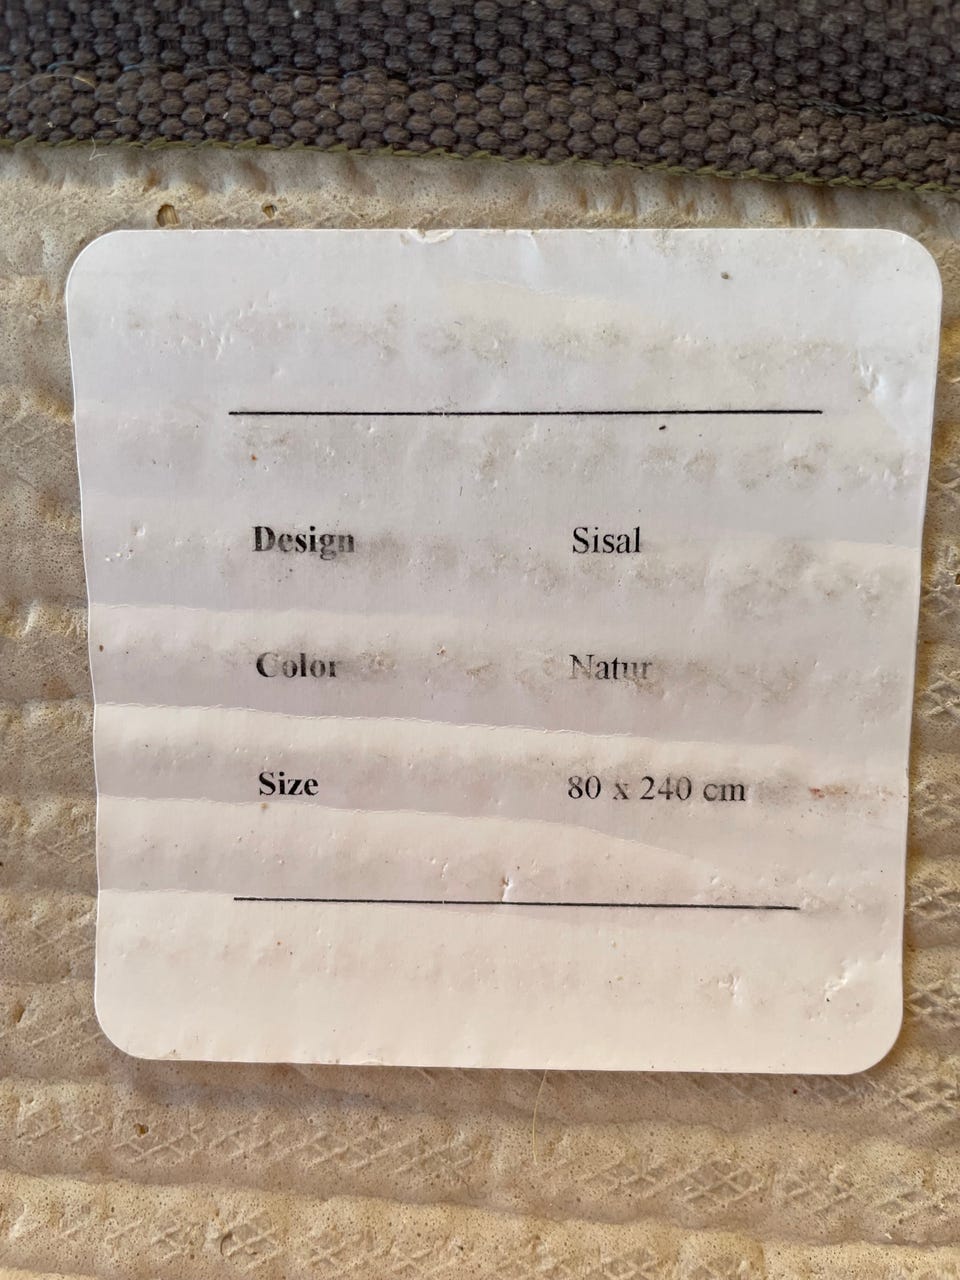 Design Sisal
Color Natur
Size 80 x 240 cm